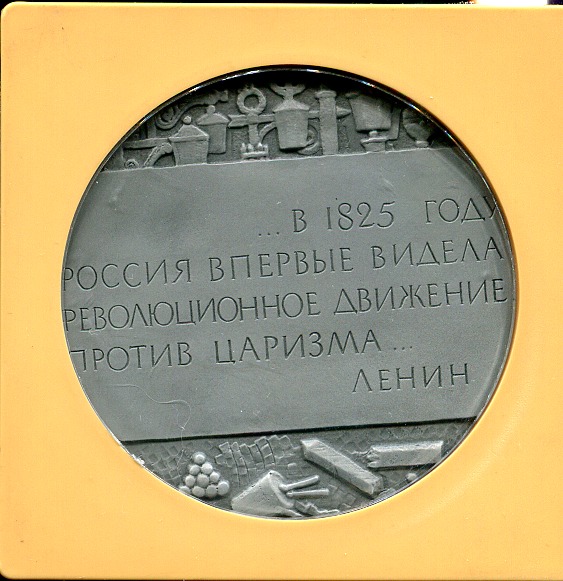 ...В 1825 ГОДУ
РОССИЯ ВПЕРВЫЕ ВИДЕЛА
РЕВОЛЮЦИОННОЕ ДВИЖЕНИЕ
ПРОТИВ ЦАРИЗМА...
ЛЕНИН